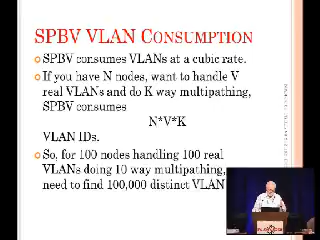 SPBV VLAN CONSUMPTION
SPBV consumes VLANs at a cubic rate.
If you have N nodes, want to handle V
real VLANs and do K way multipathing,
SPBV consumes
N*V*K
VLAN IDs.
So, for 100 nodes handling 100 real
VLANs doing 10 way multipathing,
need to find 100,000 distinct VLAN